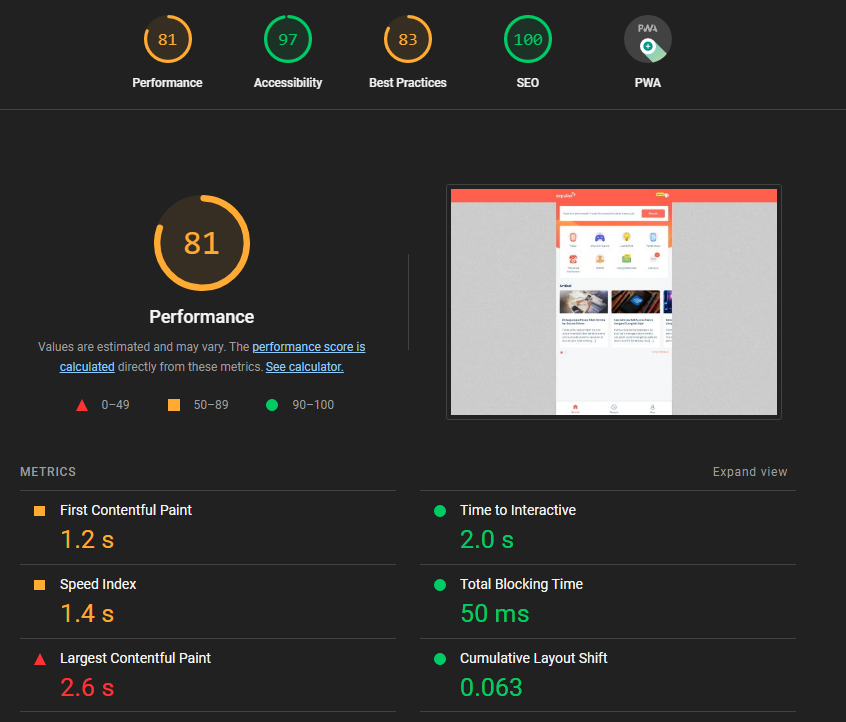 81
97
83
100
PWA
Performance
Accessibility
Best Practices
SEO
PWA
81
Performance
Values are estimated and may vary. The performance score is
calculated directly from these metrics. See calculator.
0–49
50–89
90–100
Artikel
METRICS
Expand view
First Contentful Paint
1.2 s
Time to Interactive
2.0 s
Speed Index
1.4 s
Total Blocking Time
50 ms
Largest Contentful Paint
2.6 s
Cumulative Layout Shift
0.063